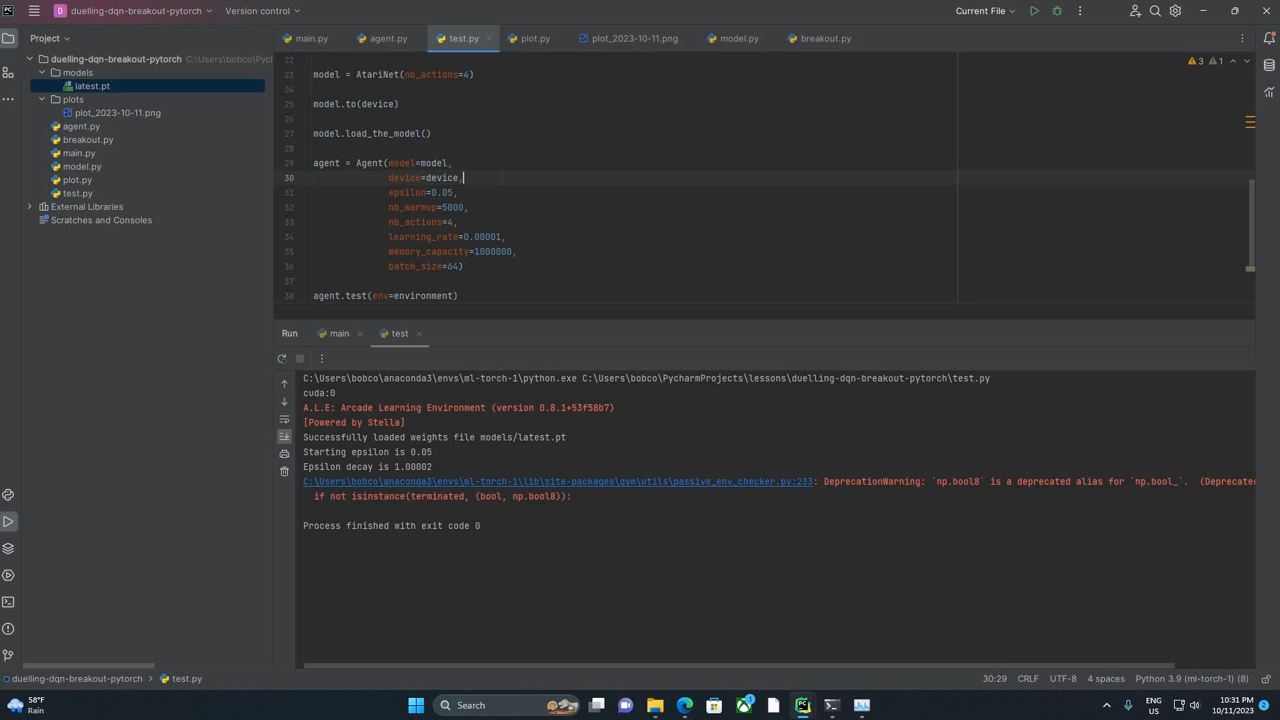 D duelling-dqn-breakout-pytorch Version control Current File
Project main.py agent.py test.py plot.py plot_2023-10-11.png model.py breakout.py
duelling-dqn-breakout-pytorch C:\Users\bobco\Pych
models
latest.pt
plots
plot_2023-10-11.png
agent.py
breakout.py
main.py
model.py
plot.py
test.py
External Libraries
Scratches and Consoles
3 1
22
23 model = AtariNet(nb_actions=4)
24
25 model.to(device)
26
27 model.load_the_model()
28
29 agent = Agent(model=model,
30 device=device,
31 epsilon=0.05,
32 nb_warmup=5000,
33 nb_actions=4,
34 learning_rate=0.00001,
35 memory_capacity=1000000,
36 batch_size=64)
37
38 agent.test(env=environment)
Run main test
C:\Users\bobco\anaconda3\envs\ml-torch-1\python.exe C:\Users\bobco\PycharmProjects\lessons\duelling-dqn-breakout-pytorch\test.py
cuda:0
A.L.E: Arcade Learning Environment (version 0.8.1+53f58b7)
[Powered by Stella]
Successfully loaded weights file models/latest.pt
Starting epsilon is 0.05
Epsilon decay is 1.00002
C:\Users\bobco\anaconda3\envs\ml-torch-1\lib\site-packages\gym\utils\passive_env_checker.py:233: DeprecationWarning: `np.bool8` is a deprecated alias for `np.bool_`. (Deprecated
if not isinstance(terminated, (bool, np.bool8)):
Process finished with exit code 0
duelling-dqn-breakout-pytorch test.py 30:29 CRLF UTF-8 4 spaces Python 3.9 (ml-torch-1) (8)
58°F
Rain
Search
ENG
US
10:31 PM
10/11/2023